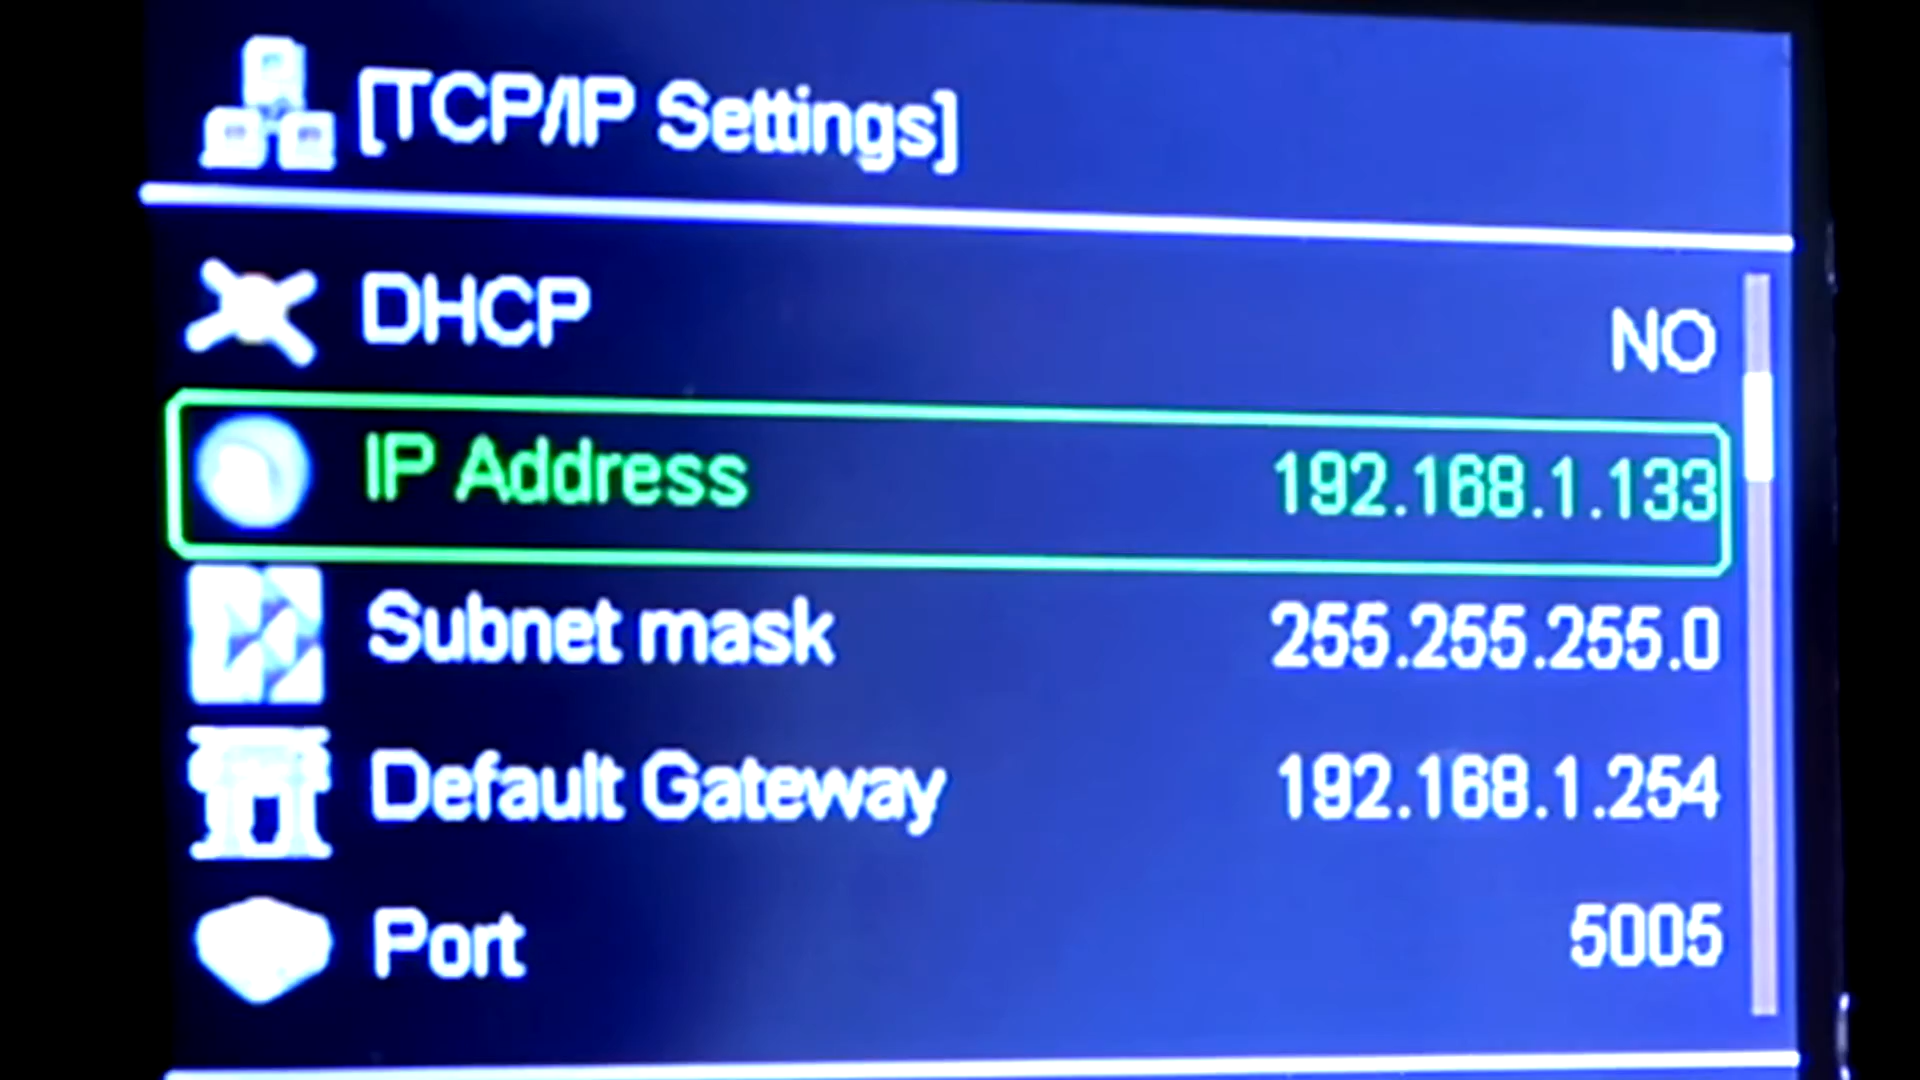 [TCP/IP Settings]
DHCP NO
IP Address 192.168.1.133
Subnet mask 255.255.255.0
Default Gateway 192.168.1.254
Port 5005